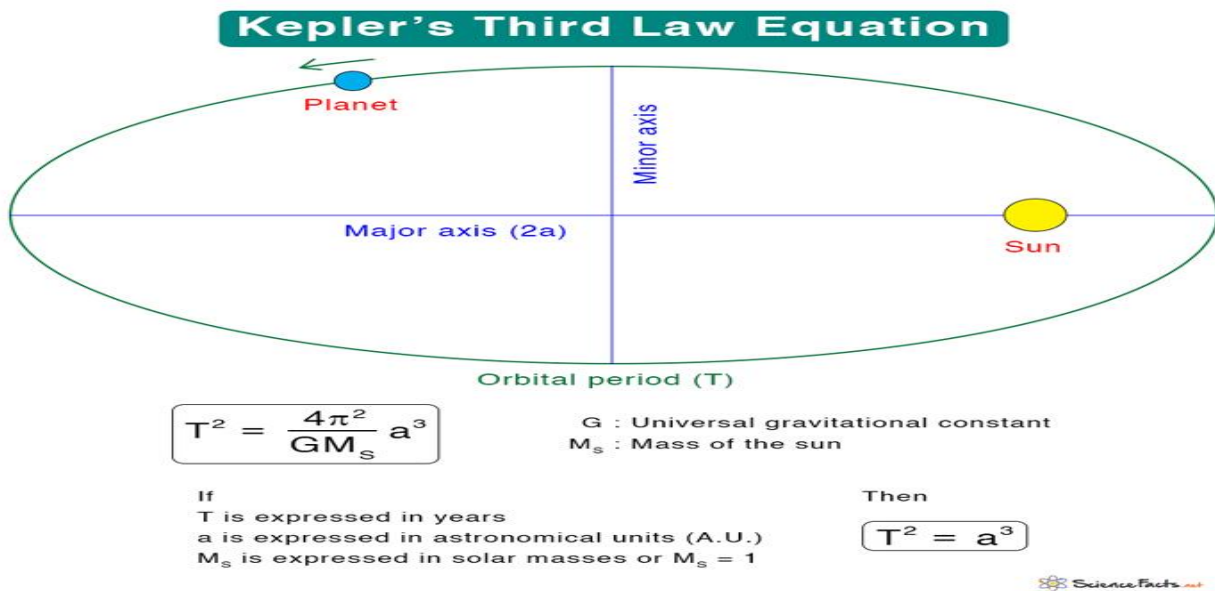 Kepler's Third Law Equation
Planet
Minor axis
Major axis (2a)
Sun
Orbital period (T)
T² = 4π²/GMₛ a³
G : Universal gravitational constant
Mₛ : Mass of the sun
If
T is expressed in years
a is expressed in astronomical units (A.U.)
Mₛ is expressed in solar masses or Mₛ = 1
Then
T² = a³
ScienceFacts.net